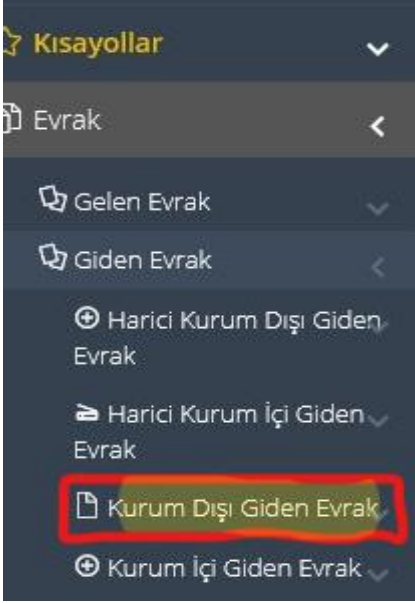 Kısayollar
Evrak
Gelen Evrak
Giden Evrak
Harici Kurum Dışı Giden
Evrak
Harici Kurum İçi Giden
Evrak
Kurum Dışı Giden Evrak
Kurum İçi Giden Evrak